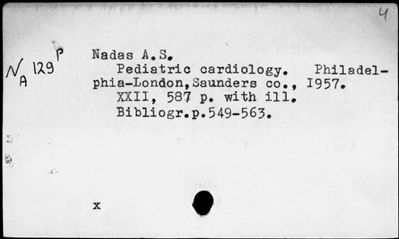 4
N A 129 P
Nadas A.S.
Pediatric cardiology. Philadel-
phia-London,Saunders co., 1957.
XXII, 587 p. with ill.
Bibliogr.p.549-563.
x